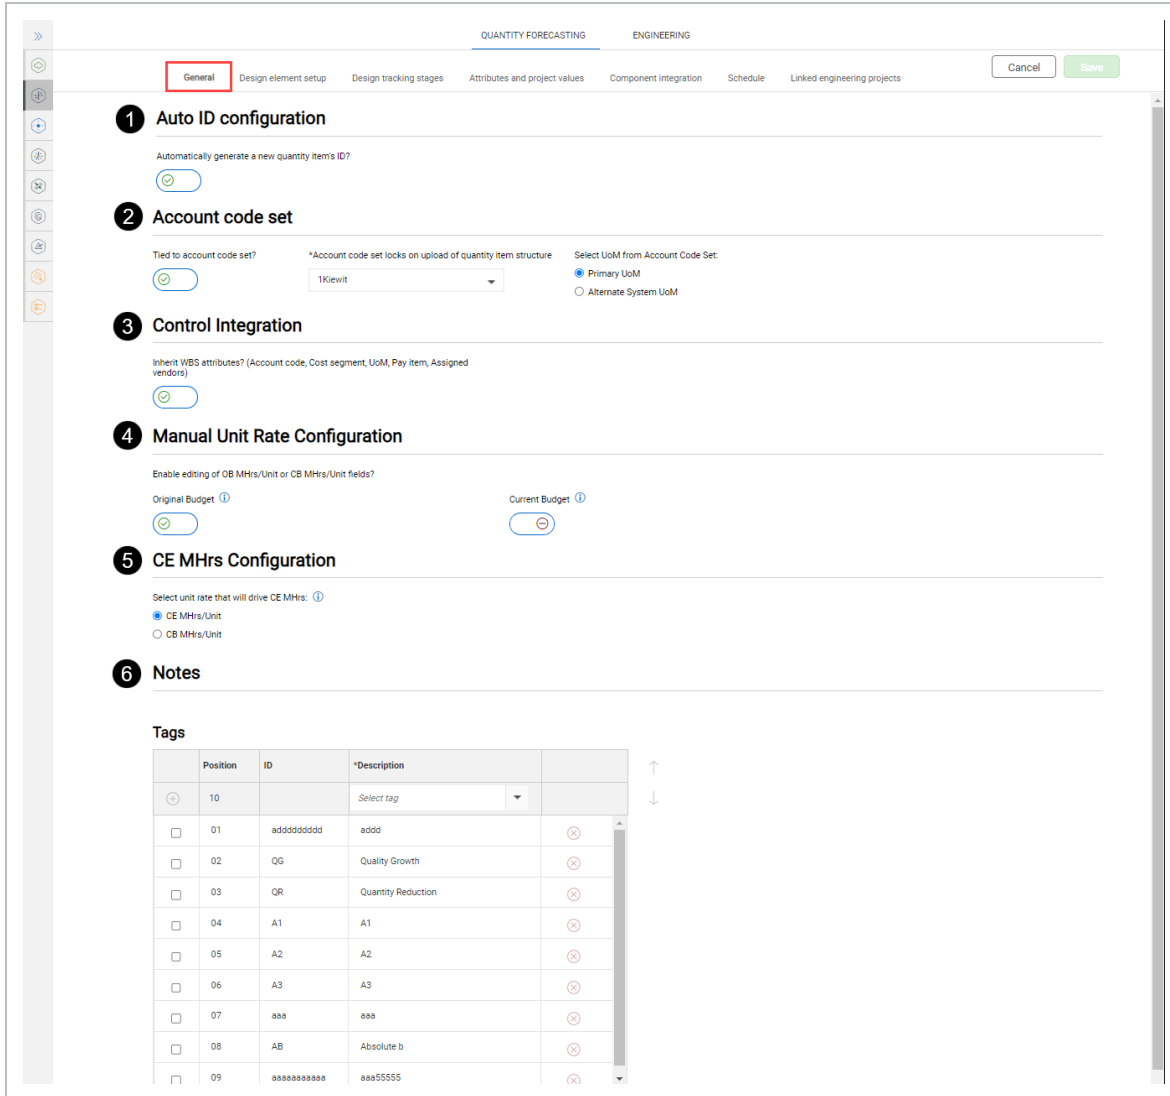 QUANTITY FORECASTING ENGINEERING
General Design element setup Design tracking stages Attributes and project values Component integration Schedule Linked engineering projects Cancel Save
1 Auto ID configuration
Automatically generate a new quantity item's ID?
2 Account code set
Tied to account code set? *Account code set locks on upload of quantity item structure Select UoM from Account Code Set:
1Kiewit Primary UoM
Alternate System UoM
3 Control Integration
Inherit WBS attributes? (Account code, Cost segment, UoM, Pay item, Assigned
vendors)
4 Manual Unit Rate Configuration
Enable editing of OB MHrs/Unit or CB MHrs/Unit fields?
Original Budget Current Budget
5 CE MHrs Configuration
Select unit rate that will drive CE MHrs:
CE MHrs/Unit
CB MHrs/Unit
6 Notes
Tags
Position ID *Description
10 Select tag
01 addddddddd addd
02 QG Quality Growth
03 QR Quantity Reduction
04 A1 A1
05 A2 A2
06 A3 A3
07 aaa aaa
08 AB Absolute b
09 aaaaaaaaaaa aaa55555